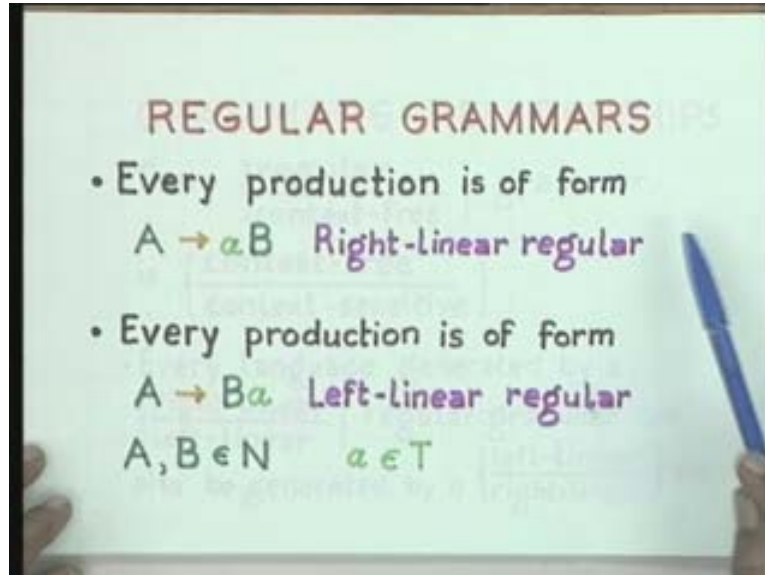 REGULAR GRAMMARS
• Every production is of form
A → aB Right-linear regular
• Every production is of form
A → Ba Left-linear regular
A, B ∈ N a ∈ T